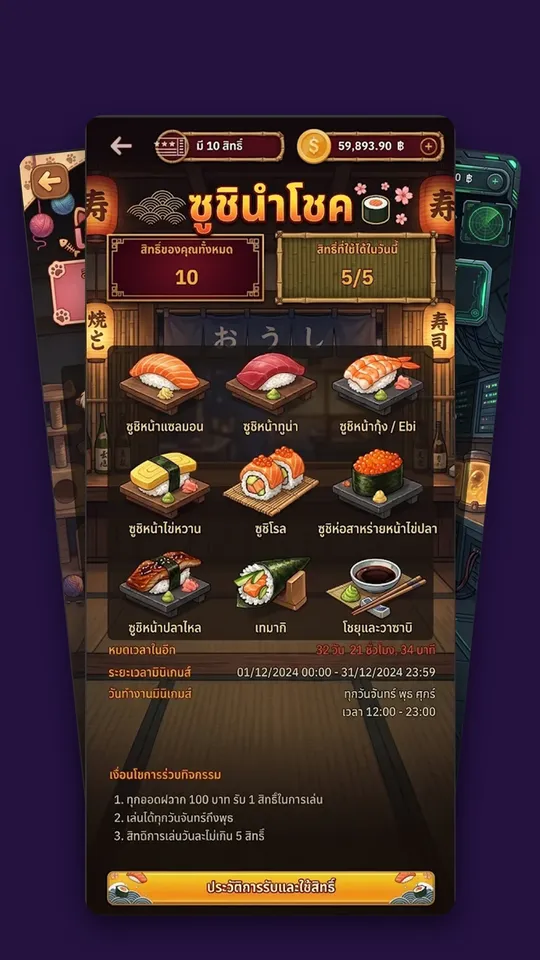 มี 10 สิทธิ์
59,893.90 ฿
฿
ซูชินำโชค
寿
寿
สิทธิ์ของคุณทั้งหมด
10
สิทธิ์ที่ใช้ได้ในวันนี้
5/5
焼と
おうし
寿司
ซูชิหน้าแซลมอน
ซูชิหน้าทูน่า
ซูชิหน้ากุ้ง / Ebi
ซูชิหน้าไข่หวาน
ซูชิโรล
ซูชิห่อสาหร่ายหน้าไข่ปลา
ซูชิหน้าปลาไหล
เทมากิ
โชยุและวาซาบิ
หมดเวลาในอีก
32 วัน 21 ชั่วโมง, 34 นาที
ระยะเวลามินิเกมส์
01/12/2024 00:00 - 31/12/2024 23:59
วันทำงานมินิเกมส์
ทุกวันจันทร์ พุธ ศุกร์
เวลา 12:00 - 23:00
เงื่อนไขการร่วมกิจกรรม
1. ทุกยอดฝลาก 100 บาท รับ 1 สิทธิ์ในการเล่น
2. เล่นได้ทุกวันจันทร์ถึงพุธ
3. สิทดีการเล่นวันละไม่เกิน 5 สิทธิ์
ประวัติการรับและใช้สิทธิ์